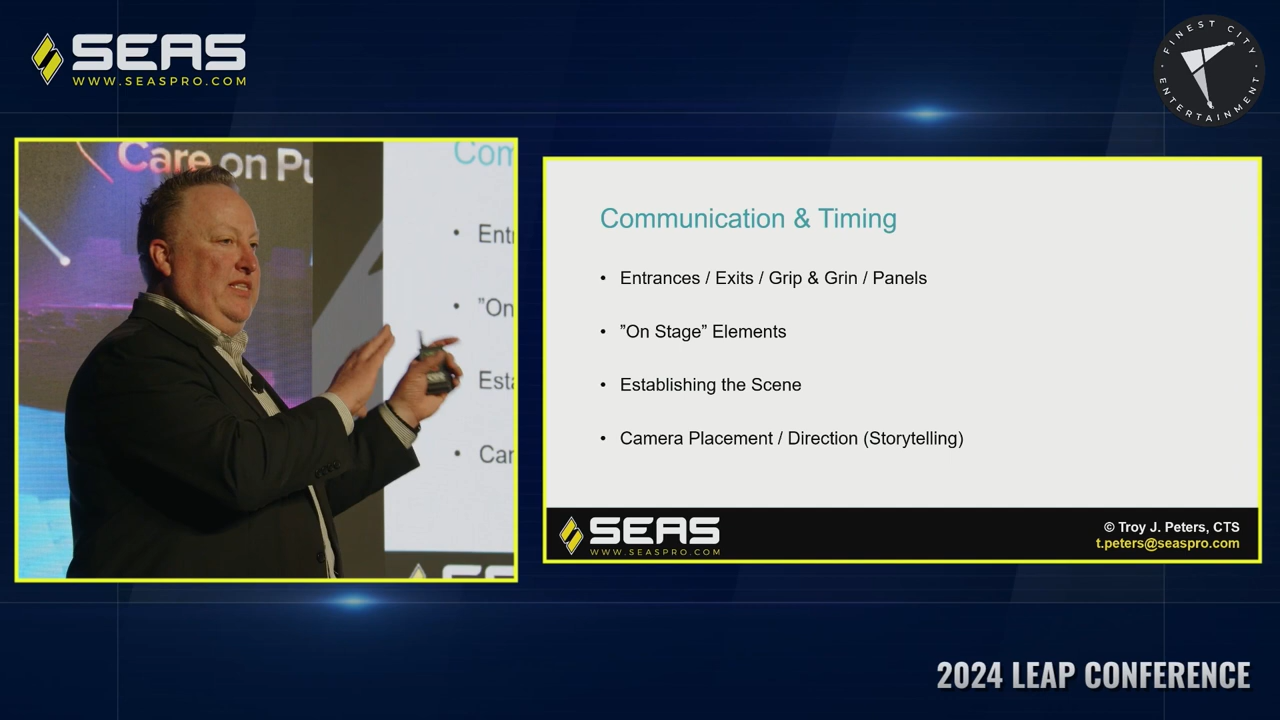 SEAS
WWW.SEASPRO.COM
FINEST CITY
ENTERTAINMENT
Care on Pu
Com
• Ent
• ”On
• Esta
• Car
SEAS
Communication & Timing
• Entrances / Exits / Grip & Grin / Panels
• ”On Stage” Elements
• Establishing the Scene
• Camera Placement / Direction (Storytelling)
SEAS
WWW.SEASPRO.COM
© Troy J. Peters, CTS
t.peters@seaspro.com
2024 LEAP CONFERENCE